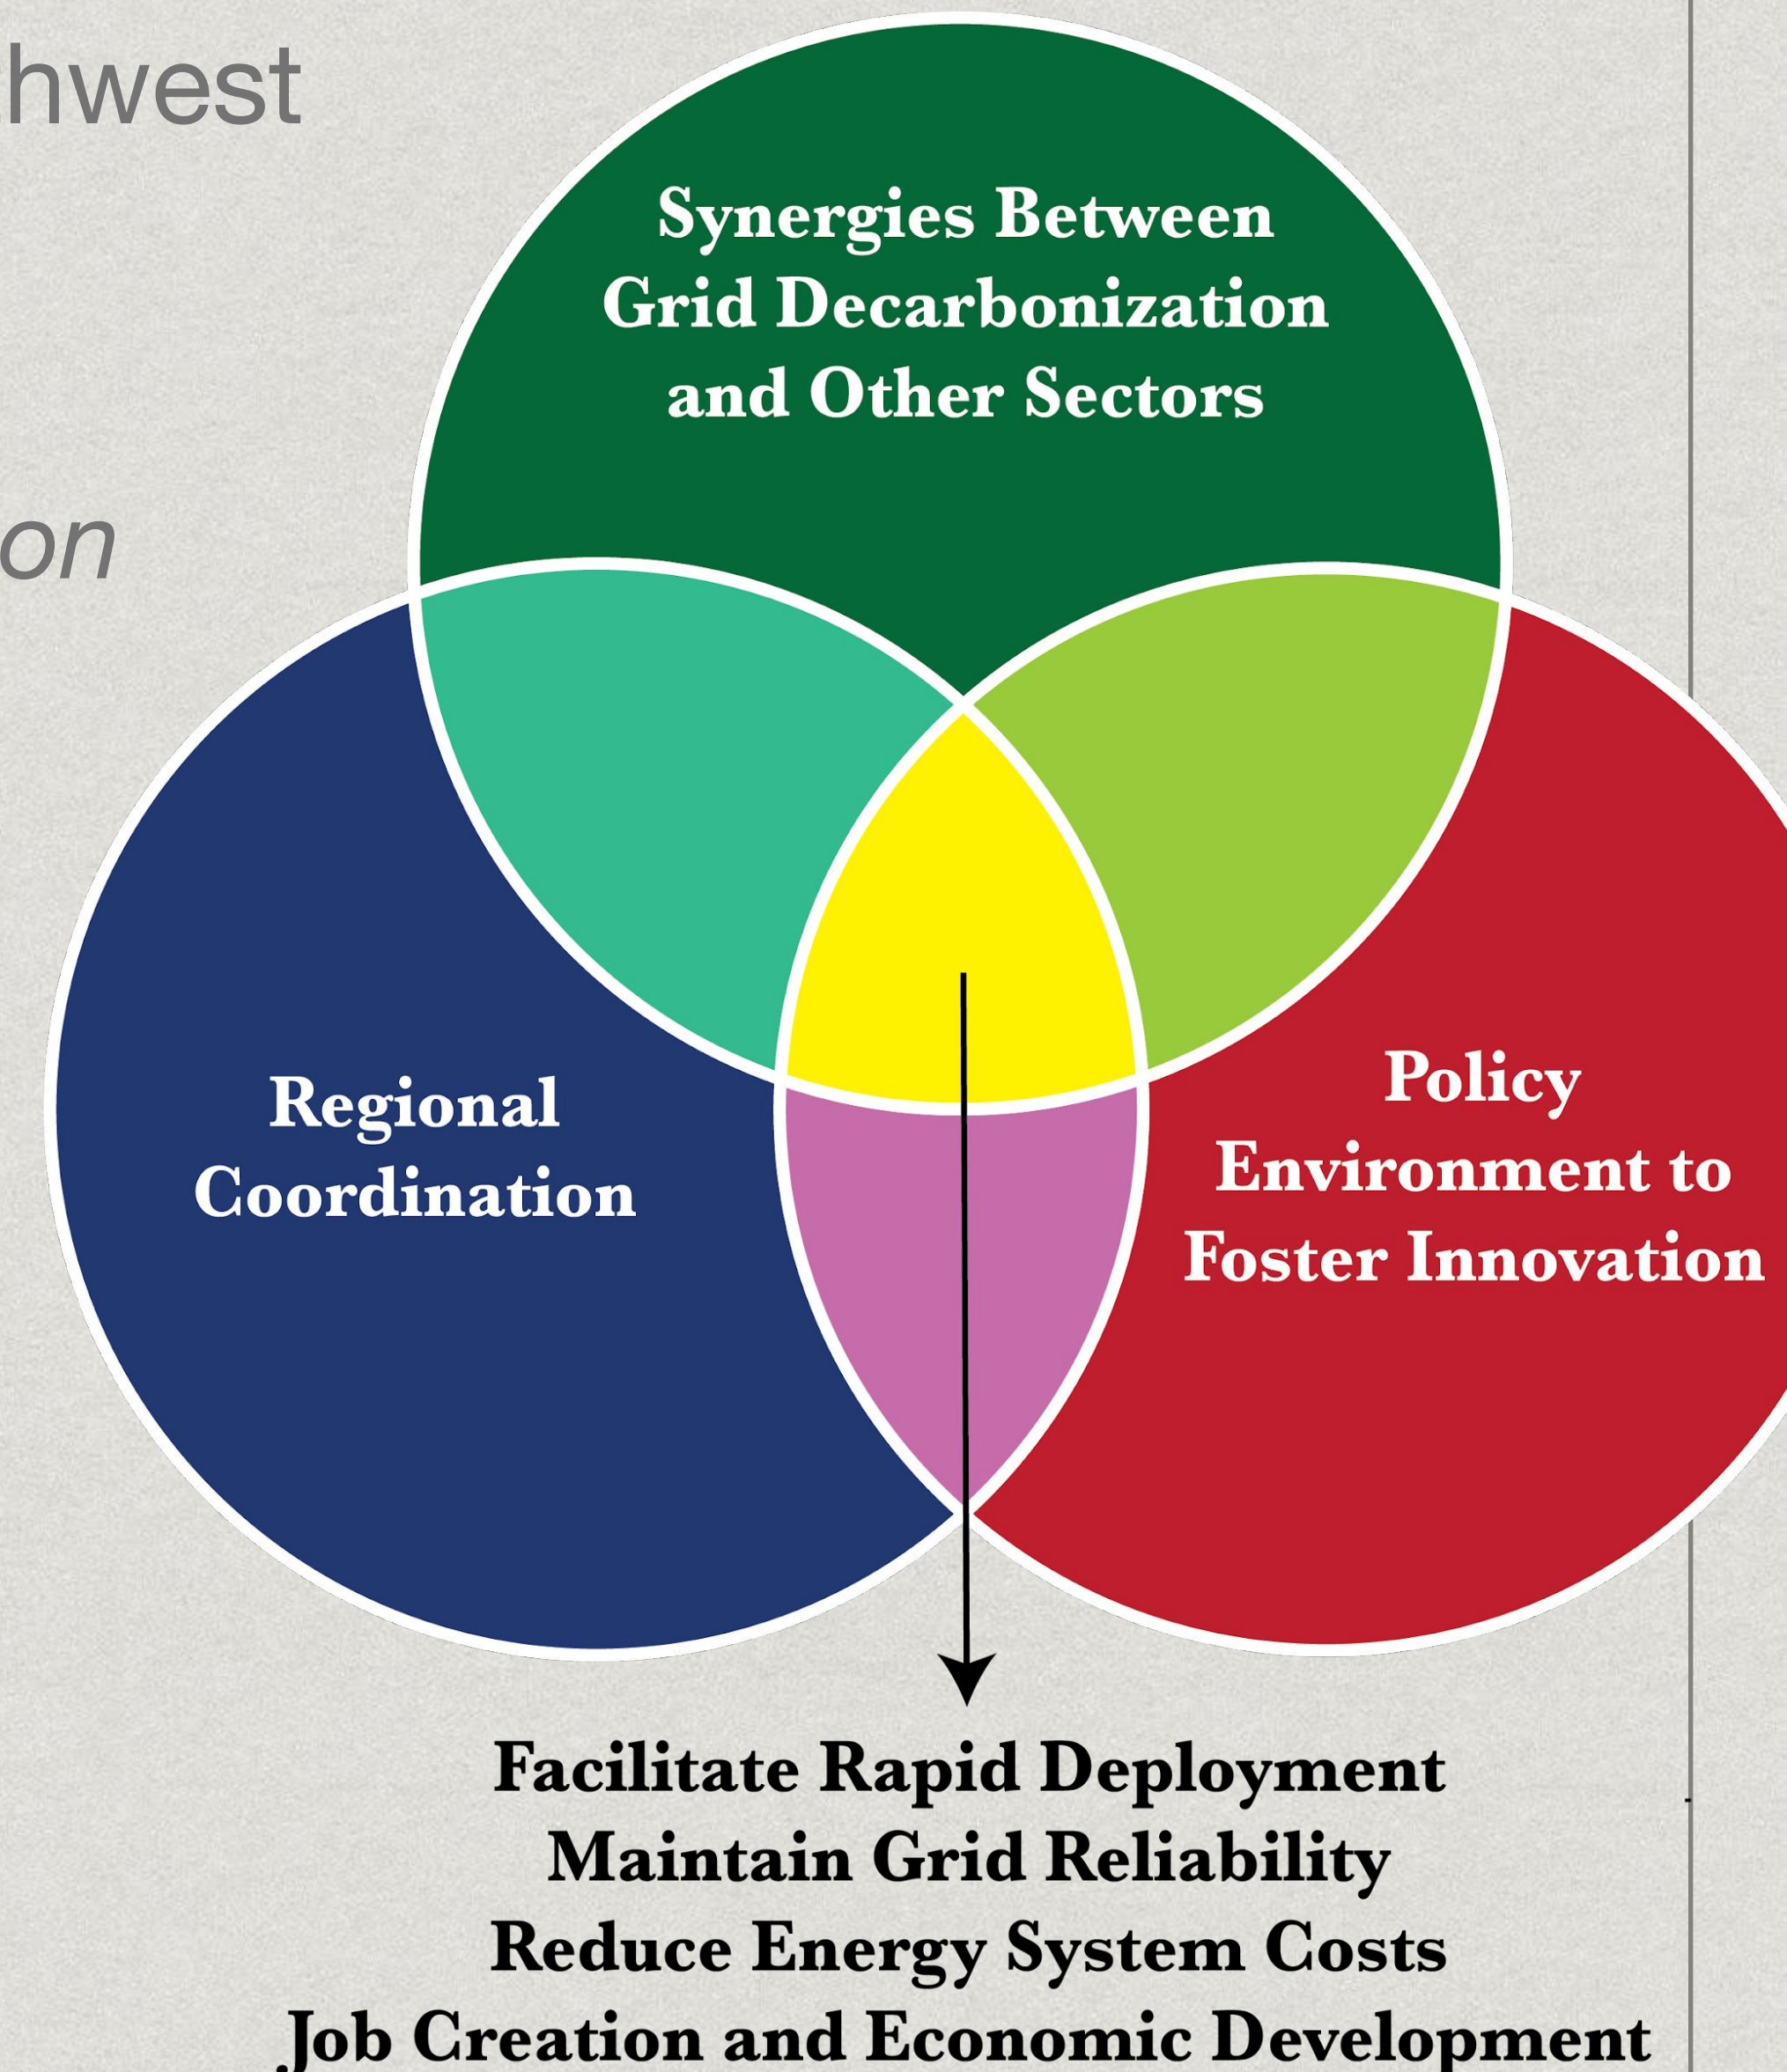 hwest
Synergies Between
Grid Decarbonization
and Other Sectors
on
Regional
Coordination
Policy
Environment to
Foster Innovation
Facilitate Rapid Deployment
Maintain Grid Reliability
Reduce Energy System Costs
Job Creation and Economic Development